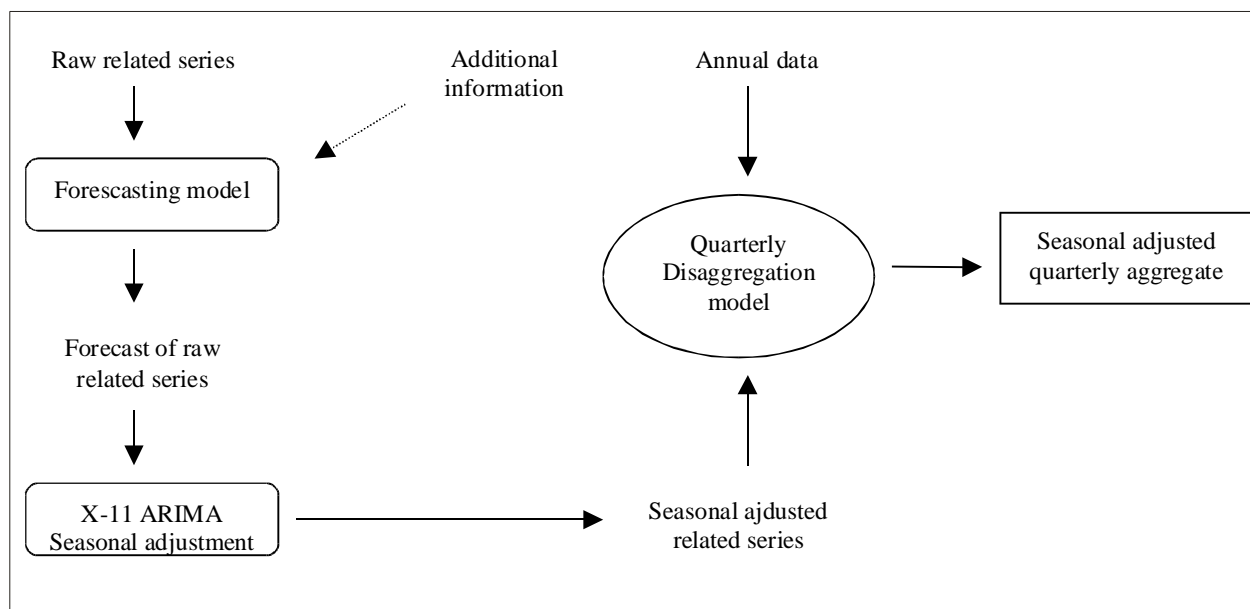 Raw related series
Additional
information
Annual data
Forescasting model
Quarterly
Disaggregation
model
Seasonal adjusted
quarterly aggregate
Forecast of raw
related series
X-11 ARIMA
Seasonal adjustment
Seasonal ajdusted
related series